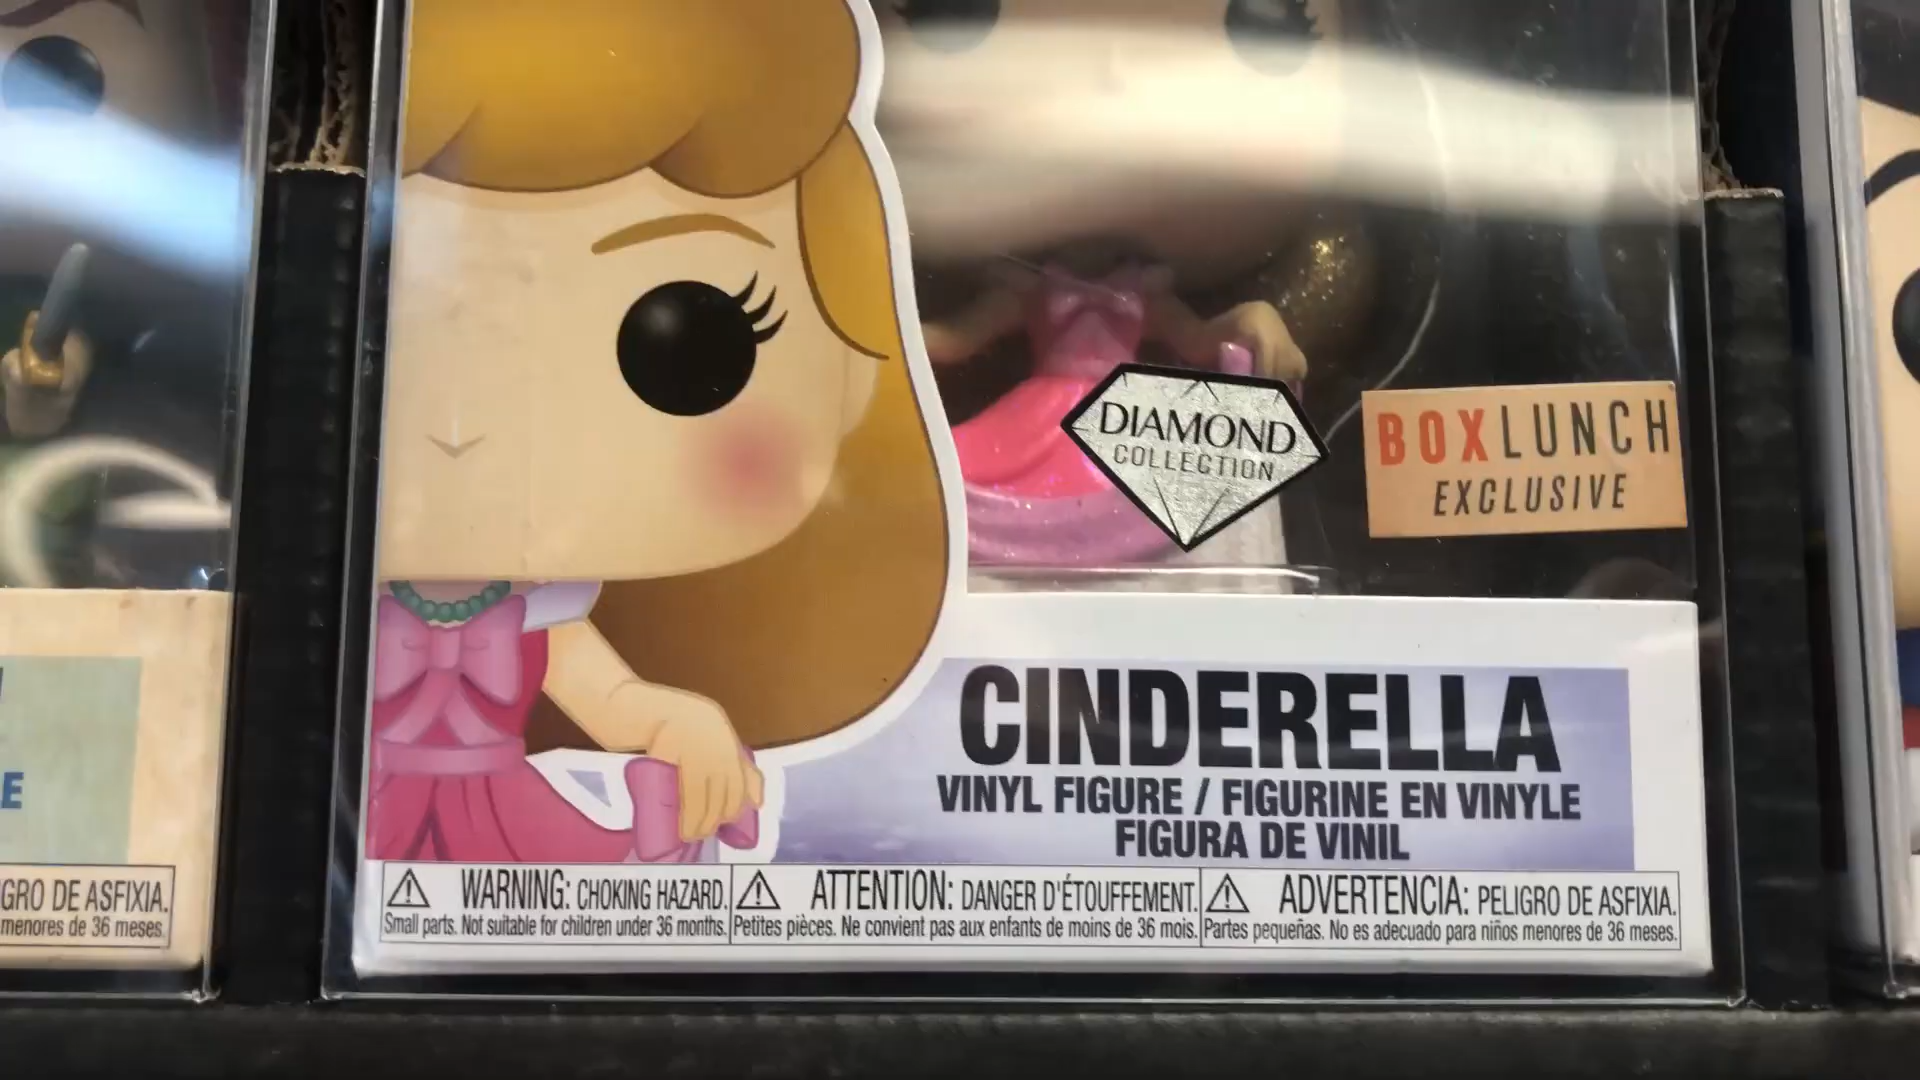 DIAMOND
COLLECTION
BOXLUNCH
EXCLUSIVE
CINDERELLA
VINYL FIGURE / FIGURINE EN VINYLE
FIGURA DE VINIL
WARNING: CHOKING HAZARD.
Small parts. Not suitable for children under 36 months.
ATTENTION: DANGER D'ÉTOUFFEMENT.
Petites pièces. Ne convient pas aux enfants de moins de 36 mois.
ADVERTENCIA: PELIGRO DE ASFIXIA.
Partes pequeñas. No es adecuado para niños menores de 36 meses.
E
GRO DE ASFIXIA.
menores de 36 meses.